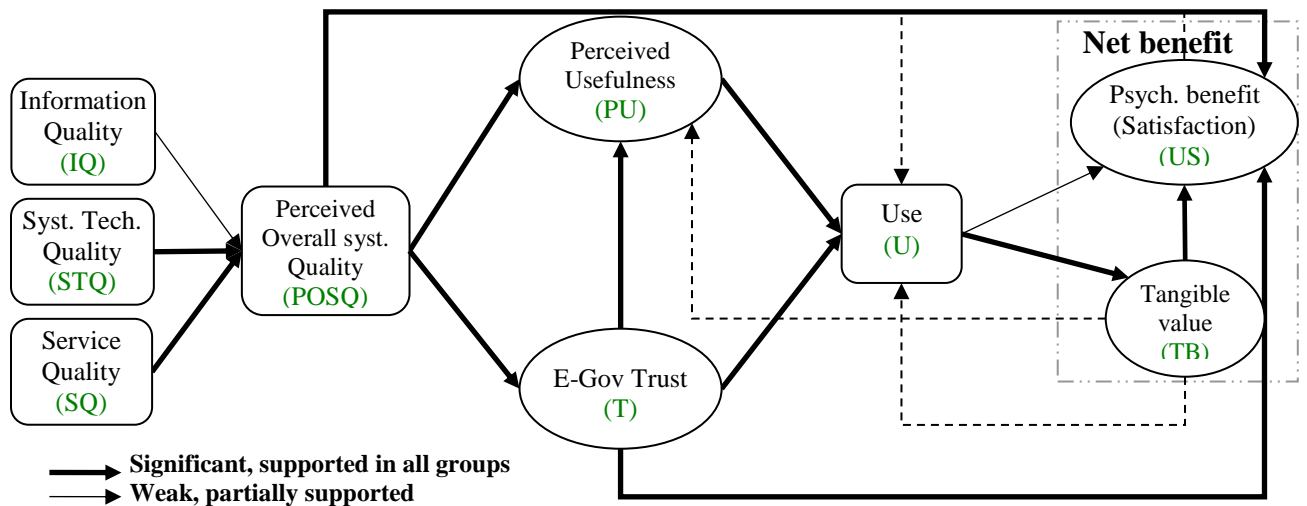 Net benefit
Information
Quality
(IQ)
Syst. Tech.
Quality
(STQ)
Service
Quality
(SQ)
Perceived
Overall syst.
Quality
(POSQ)
Perceived
Usefulness
(PU)
E-Gov Trust
(T)
Use
(U)
Psych. benefit
(Satisfaction)
(US)
Tangible
value
(TB)
Significant, supported in all groups
Weak, partially supported